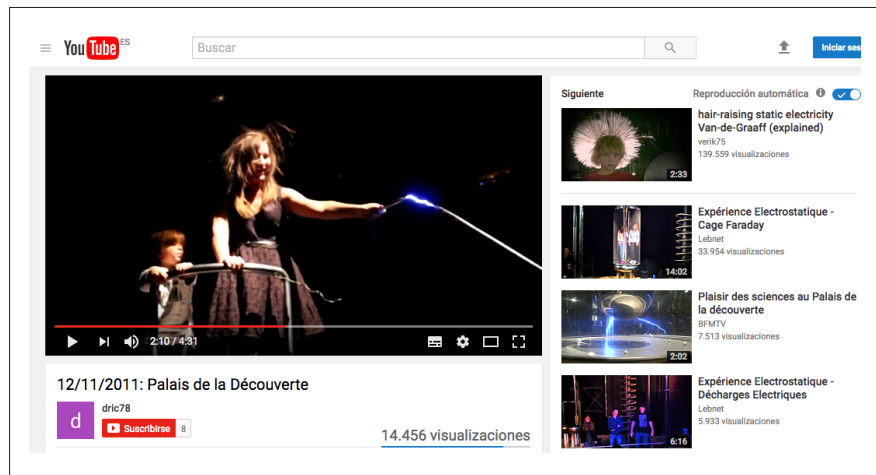 YouTube ES
Buscar
Iniciar ses
2:10 / 4:31
12/11/2011: Palais de la Découverte
d
dric78
Suscribirse 8
14.456 visualizaciones
Siguiente
Reproducción automática
hair-raising static electricity
Van-de-Graaff (explained)
verik75
139.559 visualizaciones
2:33
Expérience Electrostatique -
Cage Faraday
Lebnet
33.954 visualizaciones
14:02
Plaisir des sciences au Palais de
la découverte
BFMTV
7.513 visualizaciones
2:02
Expérience Electrostatique -
Décharges Electriques
Lebnet
5.933 visualizaciones
6:16